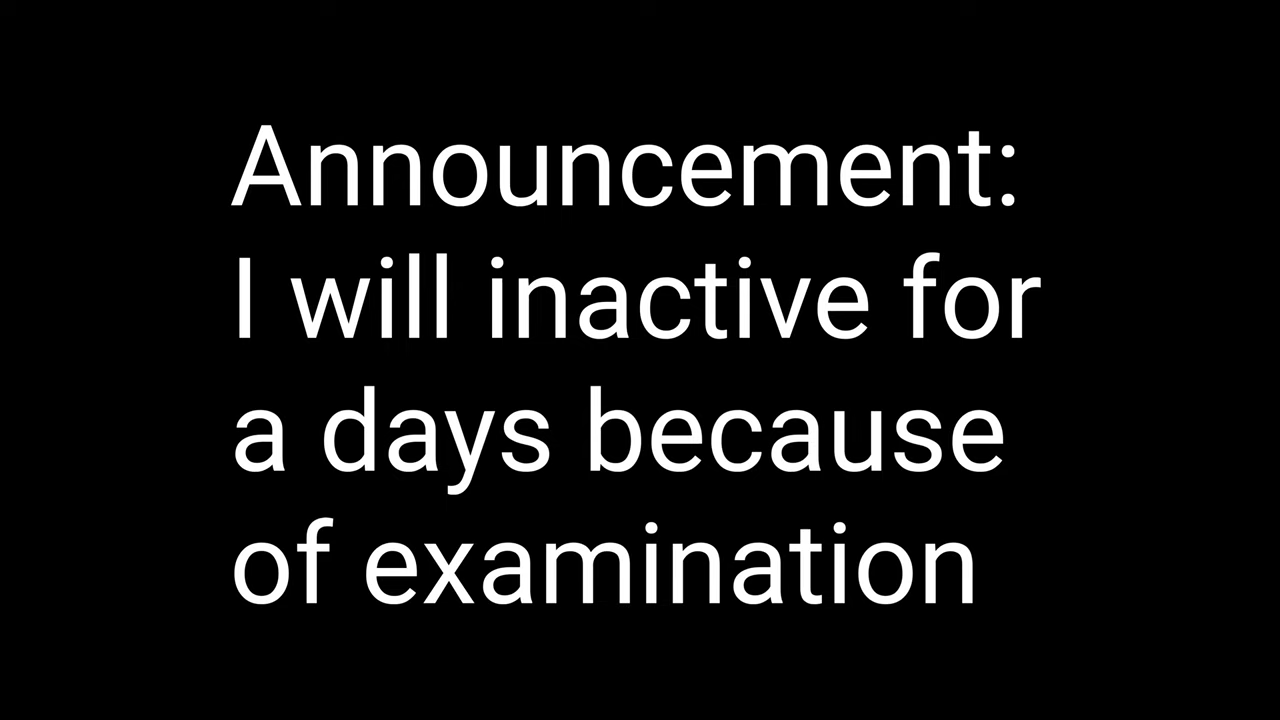 Announcement:
I will inactive for
a days because
of examination